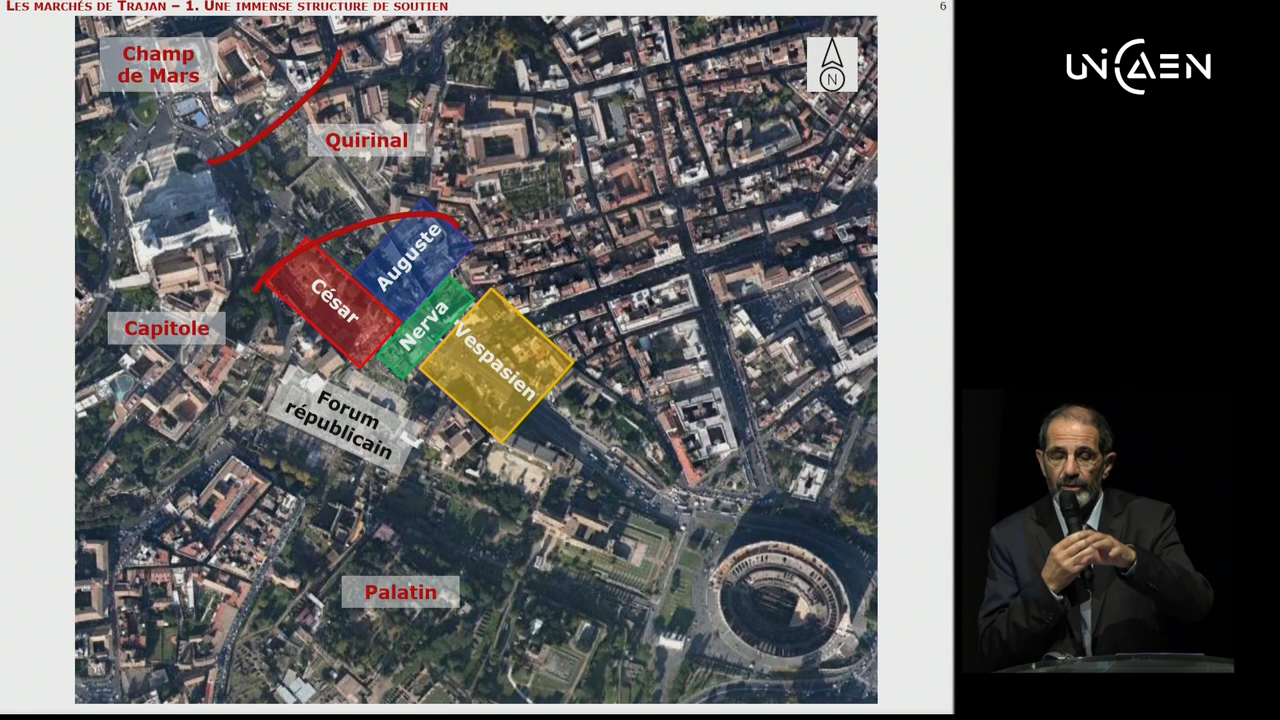 LES MARCHÉS DE TRAJAN – 1. UNE IMMENSE STRUCTURE DE SOUTIEN
6
Champ
de Mars
N
UNICAEN
Quirinal
Auguste
César
Nerva
Vespasien
Capitole
Forum
républicain
Palatin